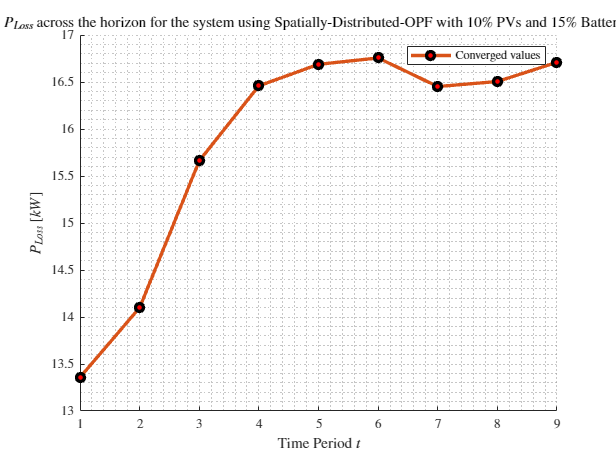 P_Loss across the horizon for the system using Spatially-Distributed-OPF with 10% PVs and 15% Batter
17
16.5
16
15.5
15
14.5
14
13.5
13
P_Loss [kW]
Converged values
1 2 3 4 5 6 7 8 9
Time Period t